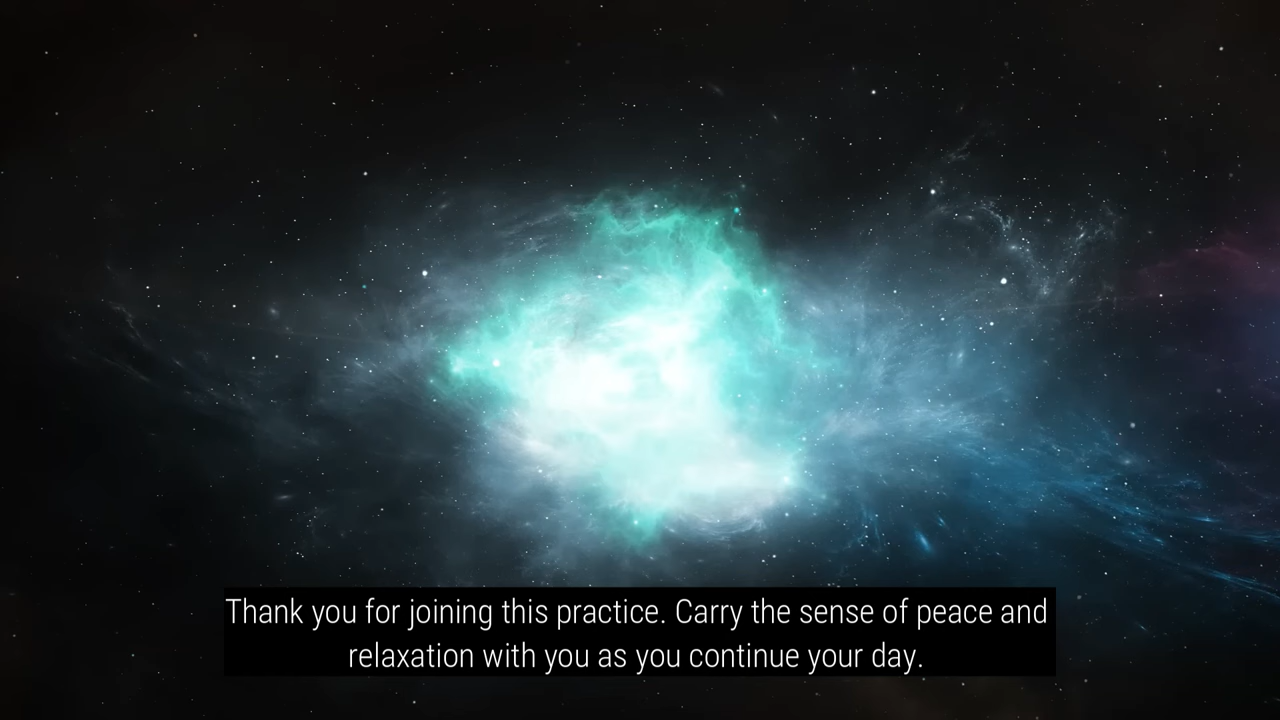 Thank you for joining this practice. Carry the sense of peace and
relaxation with you as you continue your day.